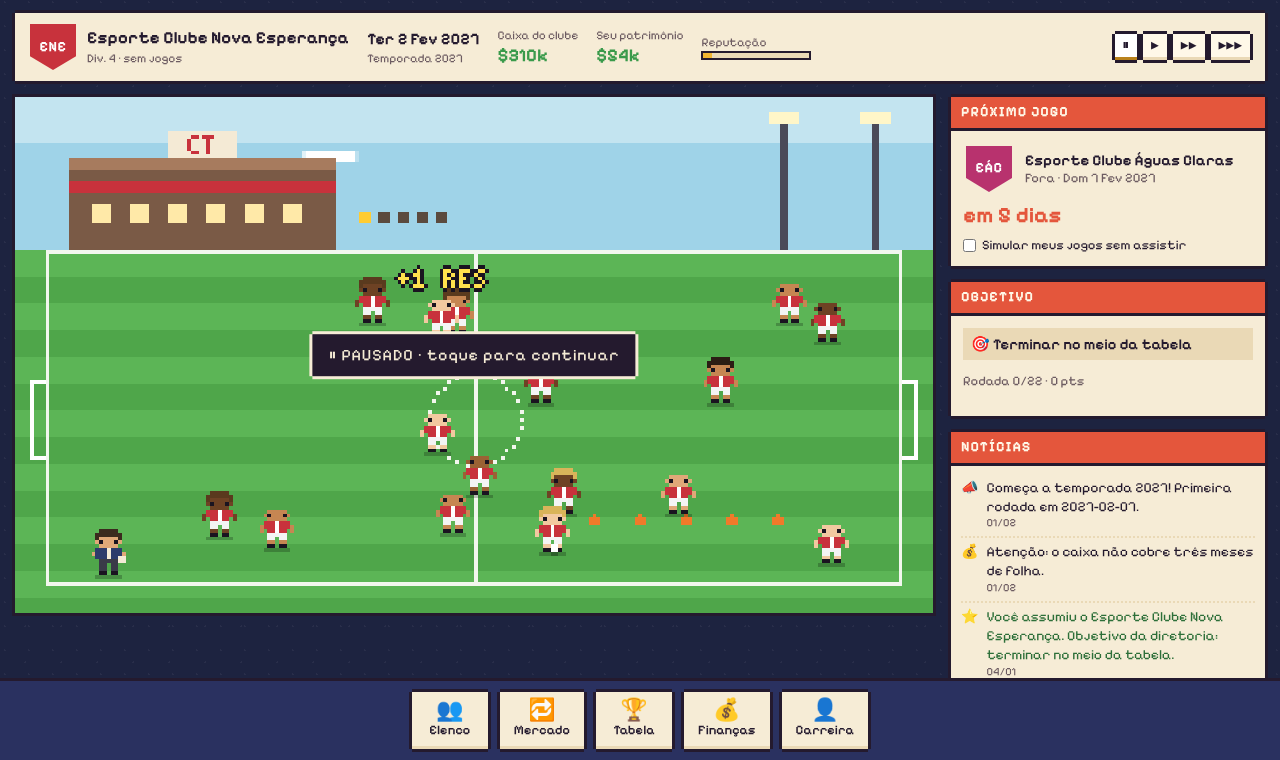 ENE
Esporte Clube Nova Esperança
Div. 4 · sem jogos
Ter 2 Fev 2027
Temporada 2027
Caixa do clube
$310k
Seu patrimônio
$84k
Reputação
CT
+1 RES
PAUSADO · toque para continuar
PRÓXIMO JOGO
EÁC
Esporte Clube Águas Claras
Fora · Dom 7 Fev 2027
em 8 dias
Simular meus jogos sem assistir
OBJETIVO
Terminar no meio da tabela
Rodada 0/22 · 0 pts
NOTÍCIAS
Começa a temporada 2027! Primeira
rodada em 2027-02-07.
01/02
Atenção: o caixa não cobre três meses
de folha.
01/02
Você assumiu o Esporte Clube Nova
Esperança. Objetivo da diretoria:
terminar no meio da tabela.
04/01
Elenco
Mercado
Tabela
Finanças
Carreira